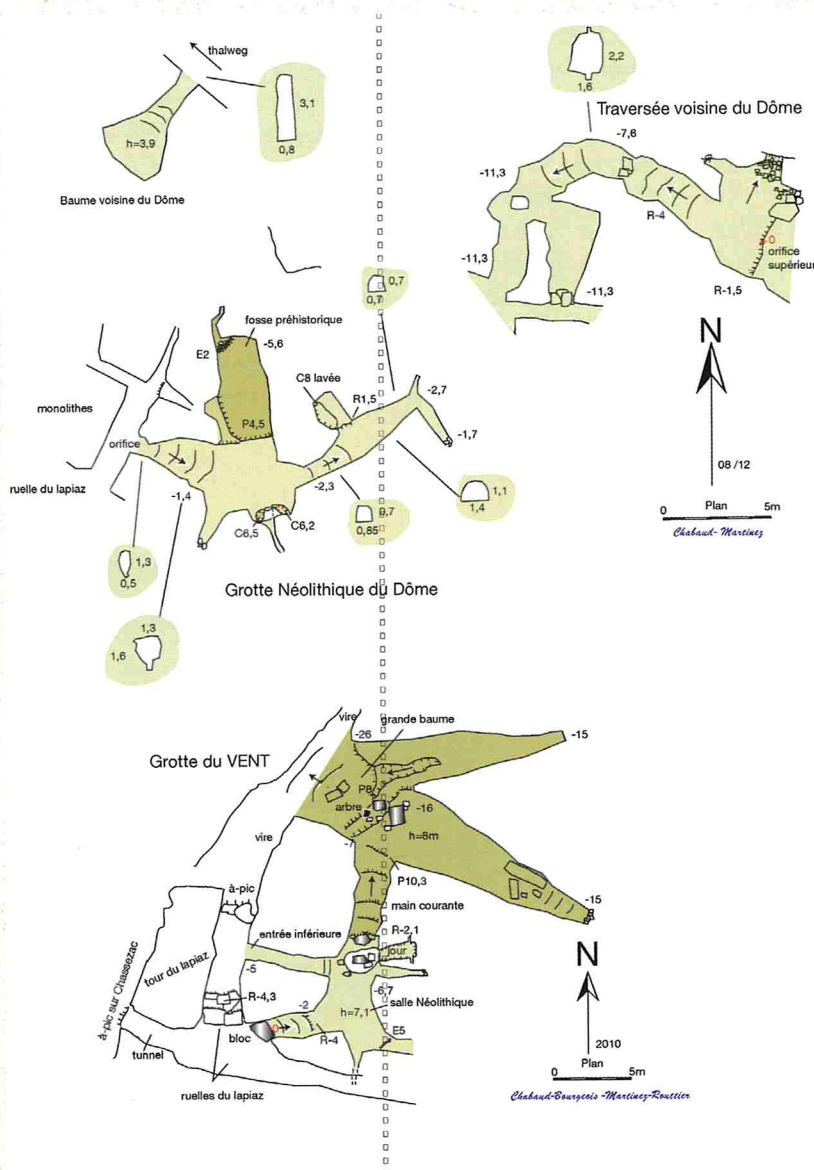 thalweg
3,1
0,8
h=3,9
Baume voisine du Dôme
2,2
1,6
Traversée voisine du Dôme
-7,6
-11,3
R-4
0
orifice
supérieur
-11,3
-11,3
R-1,5
0,7
0,7
fosse préhistorique
E2
-5,6
C8 lavée
R1,5
-2,7
monolithes
P4,5
orifice
-1,7
ruelle du lapiaz
-1,4
-2,3
1,1
1,4
C6,5
C6,2
0,7
0,85
1,3
0,5
1,3
1,6
Grotte Néolithique du Dôme
N
08 /12
0 Plan 5m
Chabaud- Martinez
Grotte du VENT
vire
grande baume
-26
-15
P8
arbre
-16
h=8m
vire
-7
P10,3
à-pic
main courante
-15
R-2,1
entrée inférieure
jour
-5
tour du lapiaz
-6,7
salle Néolithique
R-4,3
-2
h=7,1
à-pic sur Chassezac
0
R-4
E5
bloc
tunnel
ruelles du lapiaz
N
2010
Plan
0 5m
Chabaud-Bourgeois -Martinez-Routtier